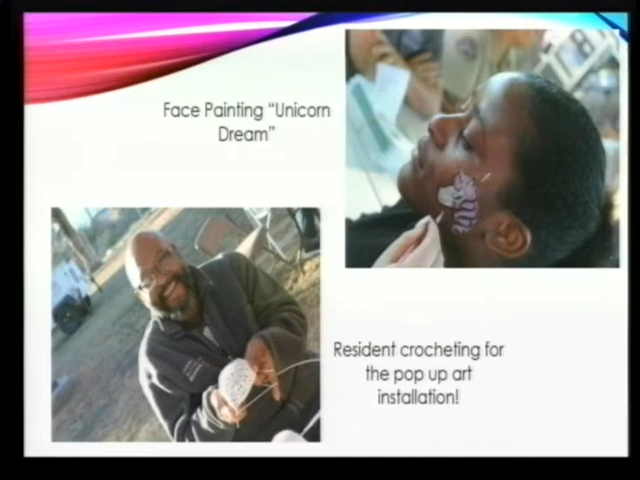 Face Painting “Unicorn
Dream”
Resident crocheting for
the pop up art
installation!